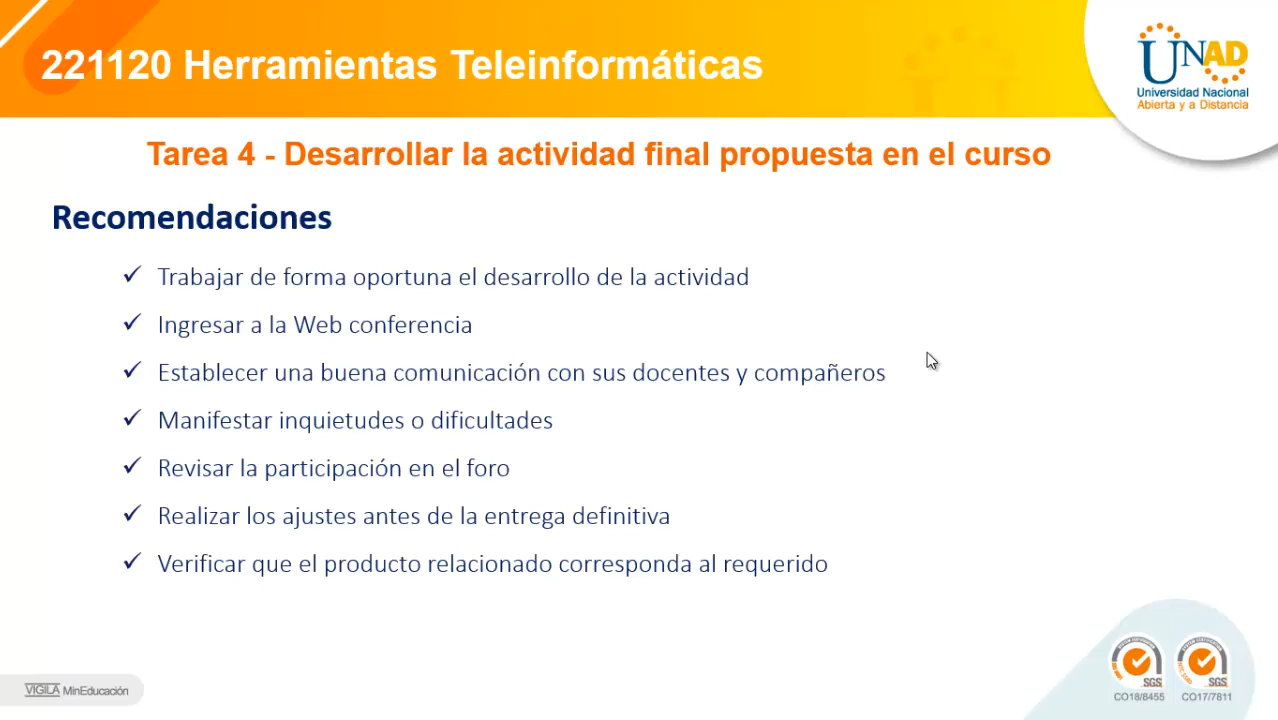 221120 Herramientas Teleinformáticas
UNAD
Universidad Nacional
Abierta y a Distancia
Tarea 4 - Desarrollar la actividad final propuesta en el curso
Recomendaciones
✓ Trabajar de forma oportuna el desarrollo de la actividad
✓ Ingresar a la Web conferencia
✓ Establecer una buena comunicación con sus docentes y compañeros
✓ Manifestar inquietudes o dificultades
✓ Revisar la participación en el foro
✓ Realizar los ajustes antes de la entrega definitiva
✓ Verificar que el producto relacionado corresponda al requerido
VIGILA MinEducación
SGS SGS
CO18/8455 CO17/7811